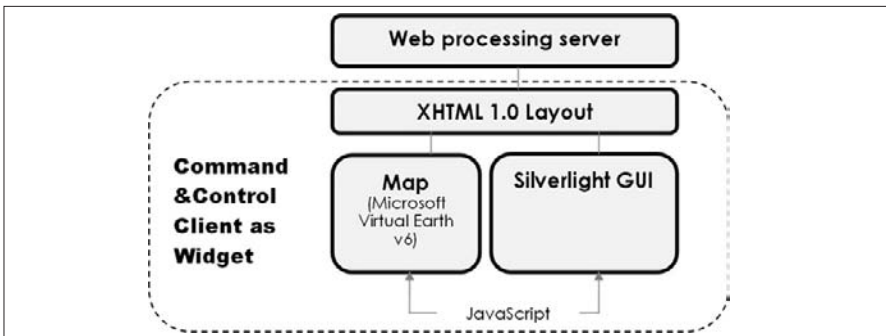 Web processing server
XHTML 1.0 Layout
Command
&Control
Client as
Widget
Map
(Microsoft
Virtual Earth
v6)
Silverlight GUI
JavaScript